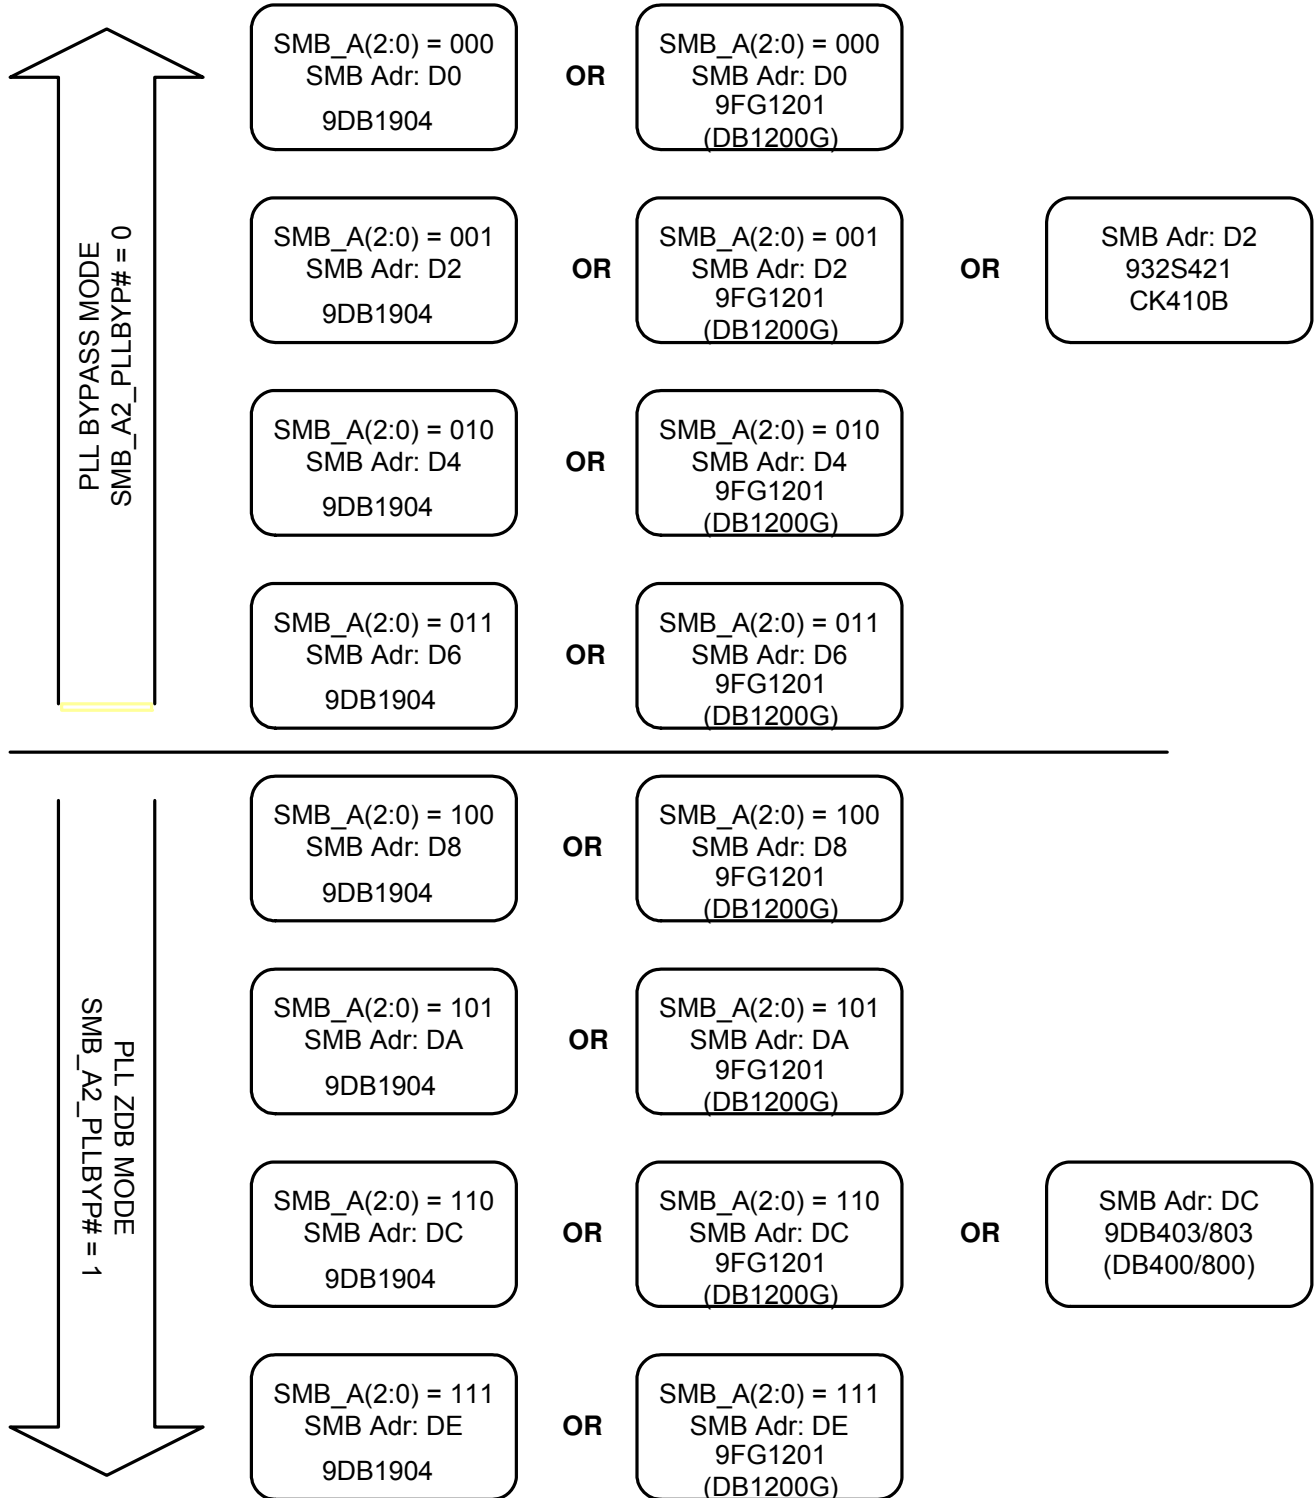 PLL BYPASS MODE
SMB_A2_PLLBYP# = 0
SMB_A(2:0) = 000
SMB Adr: D0
9DB1904
OR
SMB_A(2:0) = 000
SMB Adr: D0
9FG1201
(DB1200G)
SMB_A(2:0) = 001
SMB Adr: D2
9DB1904
OR
SMB_A(2:0) = 001
SMB Adr: D2
9FG1201
(DB1200G)
OR
SMB Adr: D2
932S421
CK410B
SMB_A(2:0) = 010
SMB Adr: D4
9DB1904
OR
SMB_A(2:0) = 010
SMB Adr: D4
9FG1201
(DB1200G)
SMB_A(2:0) = 011
SMB Adr: D6
9DB1904
OR
SMB_A(2:0) = 011
SMB Adr: D6
9FG1201
(DB1200G)
PLL ZDB MODE
SMB_A2_PLLBYP# = 1
SMB_A(2:0) = 100
SMB Adr: D8
9DB1904
OR
SMB_A(2:0) = 100
SMB Adr: D8
9FG1201
(DB1200G)
SMB_A(2:0) = 101
SMB Adr: DA
9DB1904
OR
SMB_A(2:0) = 101
SMB Adr: DA
9FG1201
(DB1200G)
SMB_A(2:0) = 110
SMB Adr: DC
9DB1904
OR
SMB_A(2:0) = 110
SMB Adr: DC
9FG1201
(DB1200G)
OR
SMB Adr: DC
9DB403/803
(DB400/800)
SMB_A(2:0) = 111
SMB Adr: DE
9DB1904
OR
SMB_A(2:0) = 111
SMB Adr: DE
9FG1201
(DB1200G)